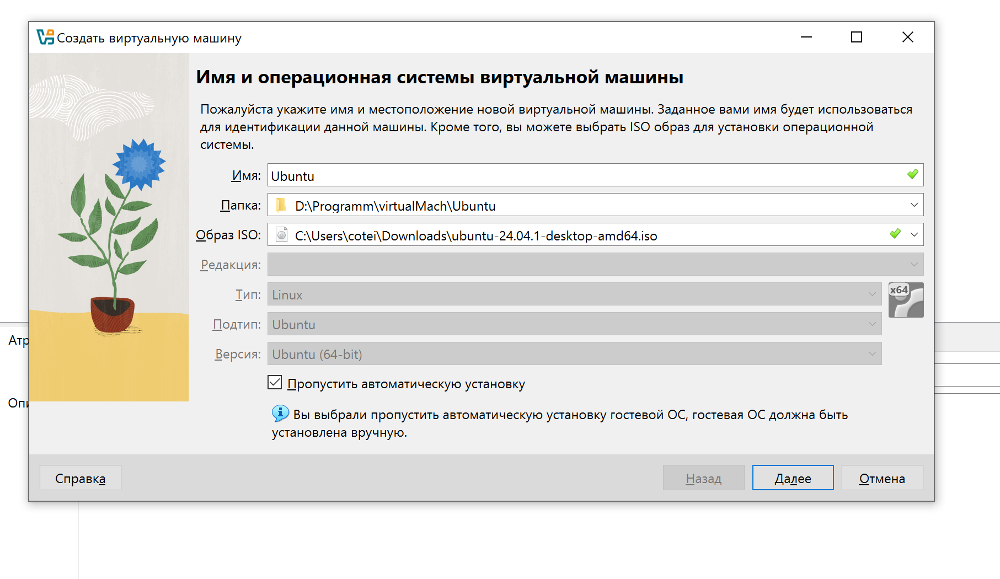 Создать виртуальную машину
Имя и операционная системы виртуальной машины
Пожалуйста укажите имя и местоположение новой виртуальной машины. Заданное вами имя будет использоваться
для идентификации данной машины. Кроме того, вы можете выбрать ISO образ для установки операционной
системы.
Имя: Ubuntu
Папка: D:\Programm\virtualMach\Ubuntu
Образ ISO: C:\Users\cotei\Downloads\ubuntu-24.04.1-desktop-amd64.iso
Редакция:
Тип: Linux
x64
Подтип: Ubuntu
Версия: Ubuntu (64-bit)
Пропустить автоматическую установку
Вы выбрали пропустить автоматическую установку гостевой ОС, гостевая ОС должна быть
установлена вручную.
Атр
Опи
Справка Назад Далее Отмена